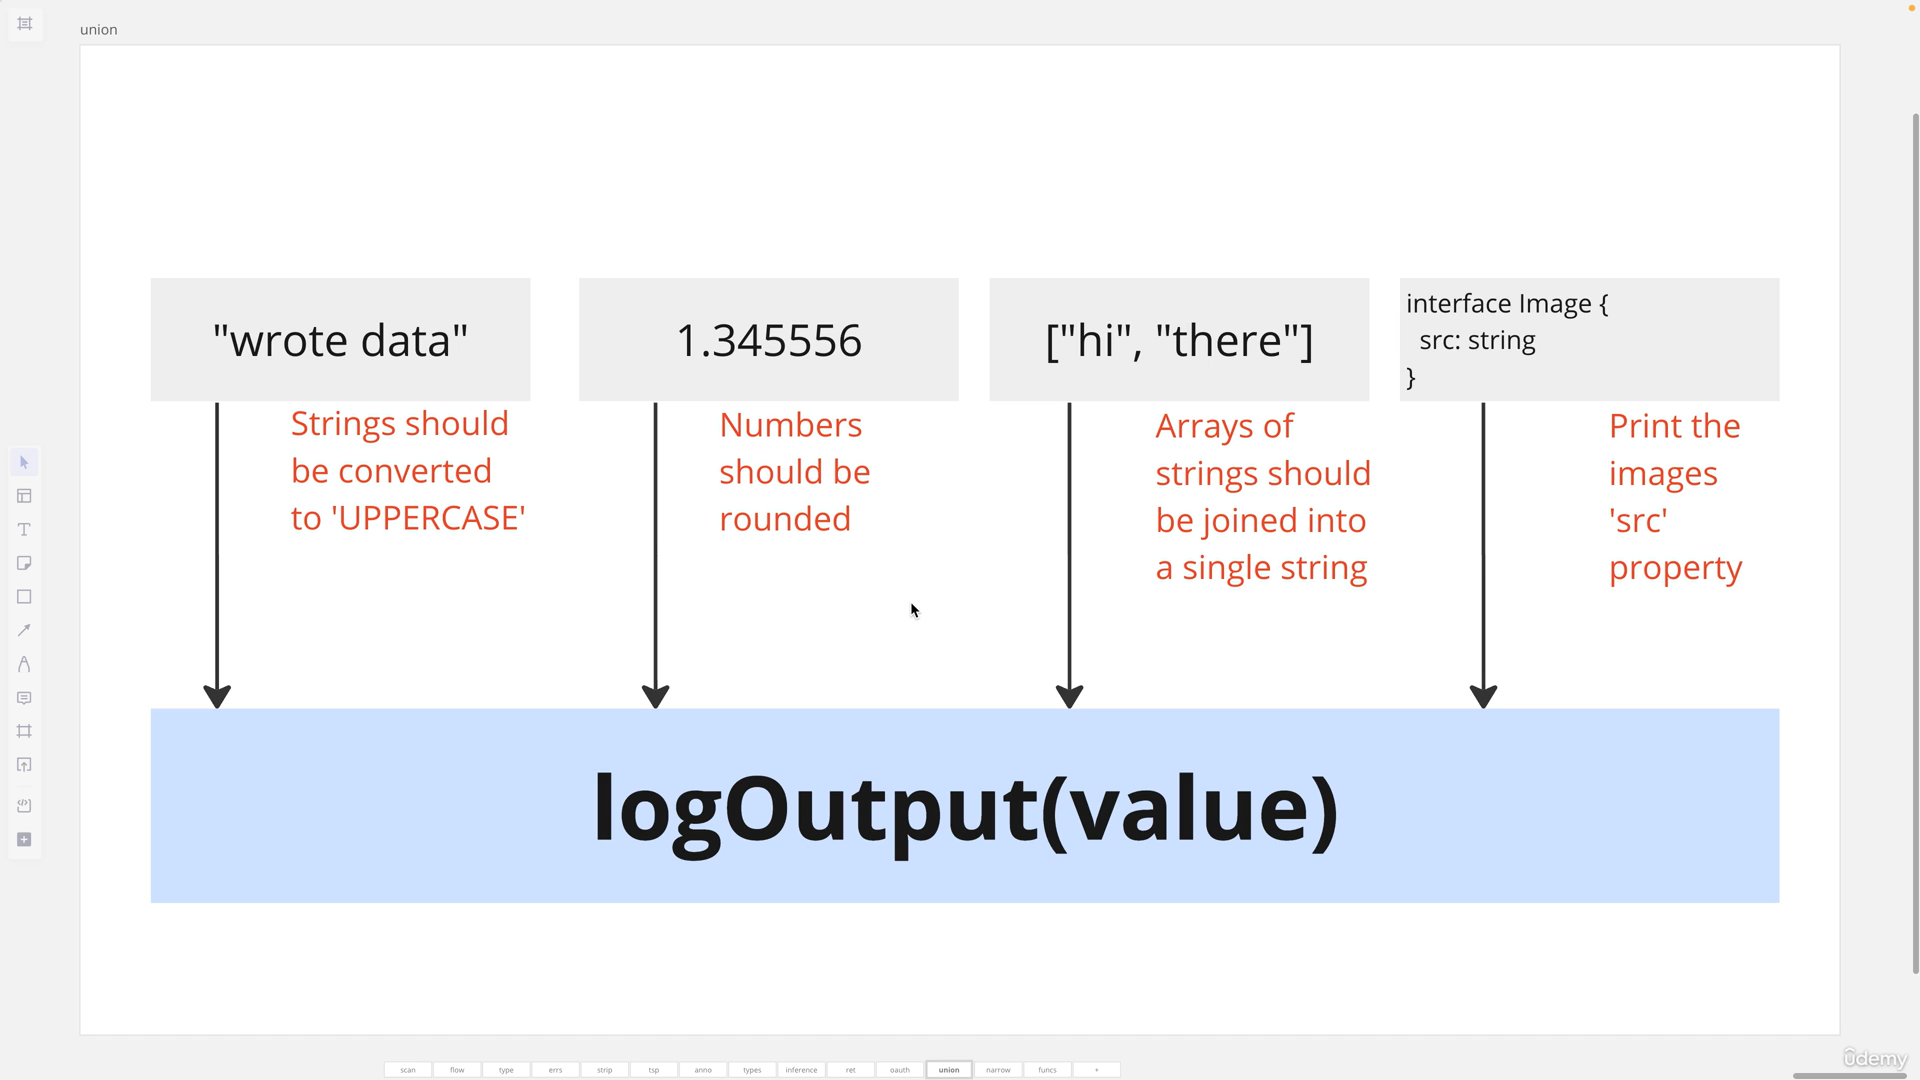 union
"wrote data"
1.345556
["hi", "there"]
interface Image {
src: string
}
Strings should
be converted
to 'UPPERCASE'
Numbers
should be
rounded
Arrays of
strings should
be joined into
a single string
Print the
images
'src'
property
logOutput(value)
scan flow type errs strip tsp anno types inference ret oauth union narrow funcs +
ûdemy